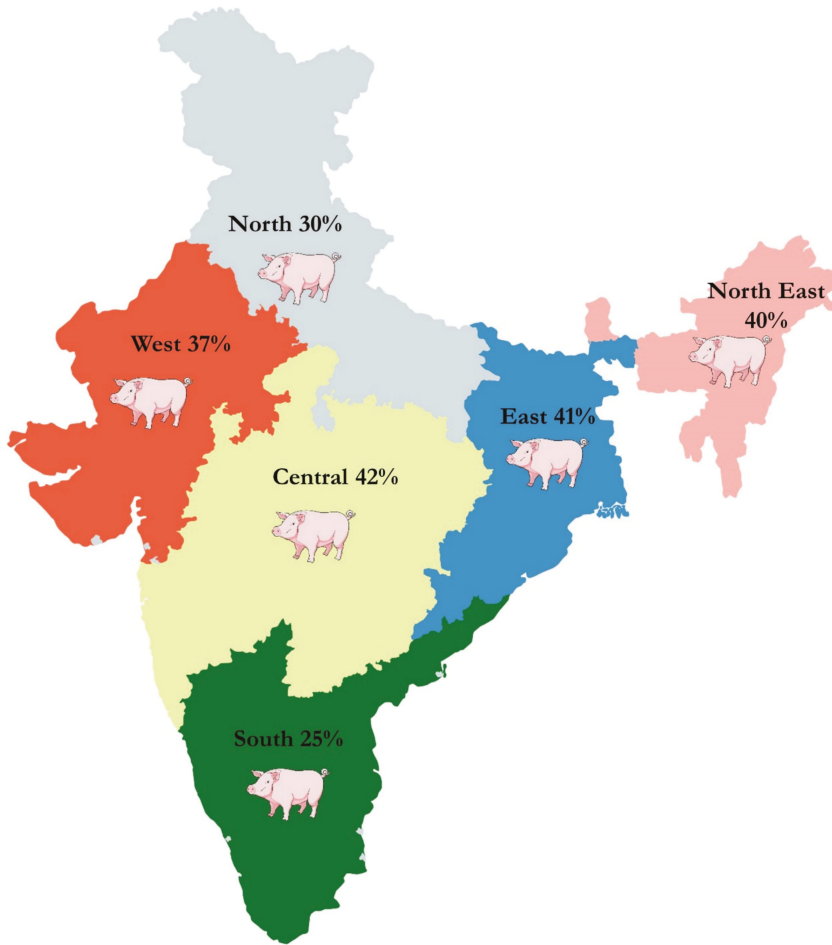 North 30%
North East
40%
West 37%
East 41%
Central 42%
South 25%